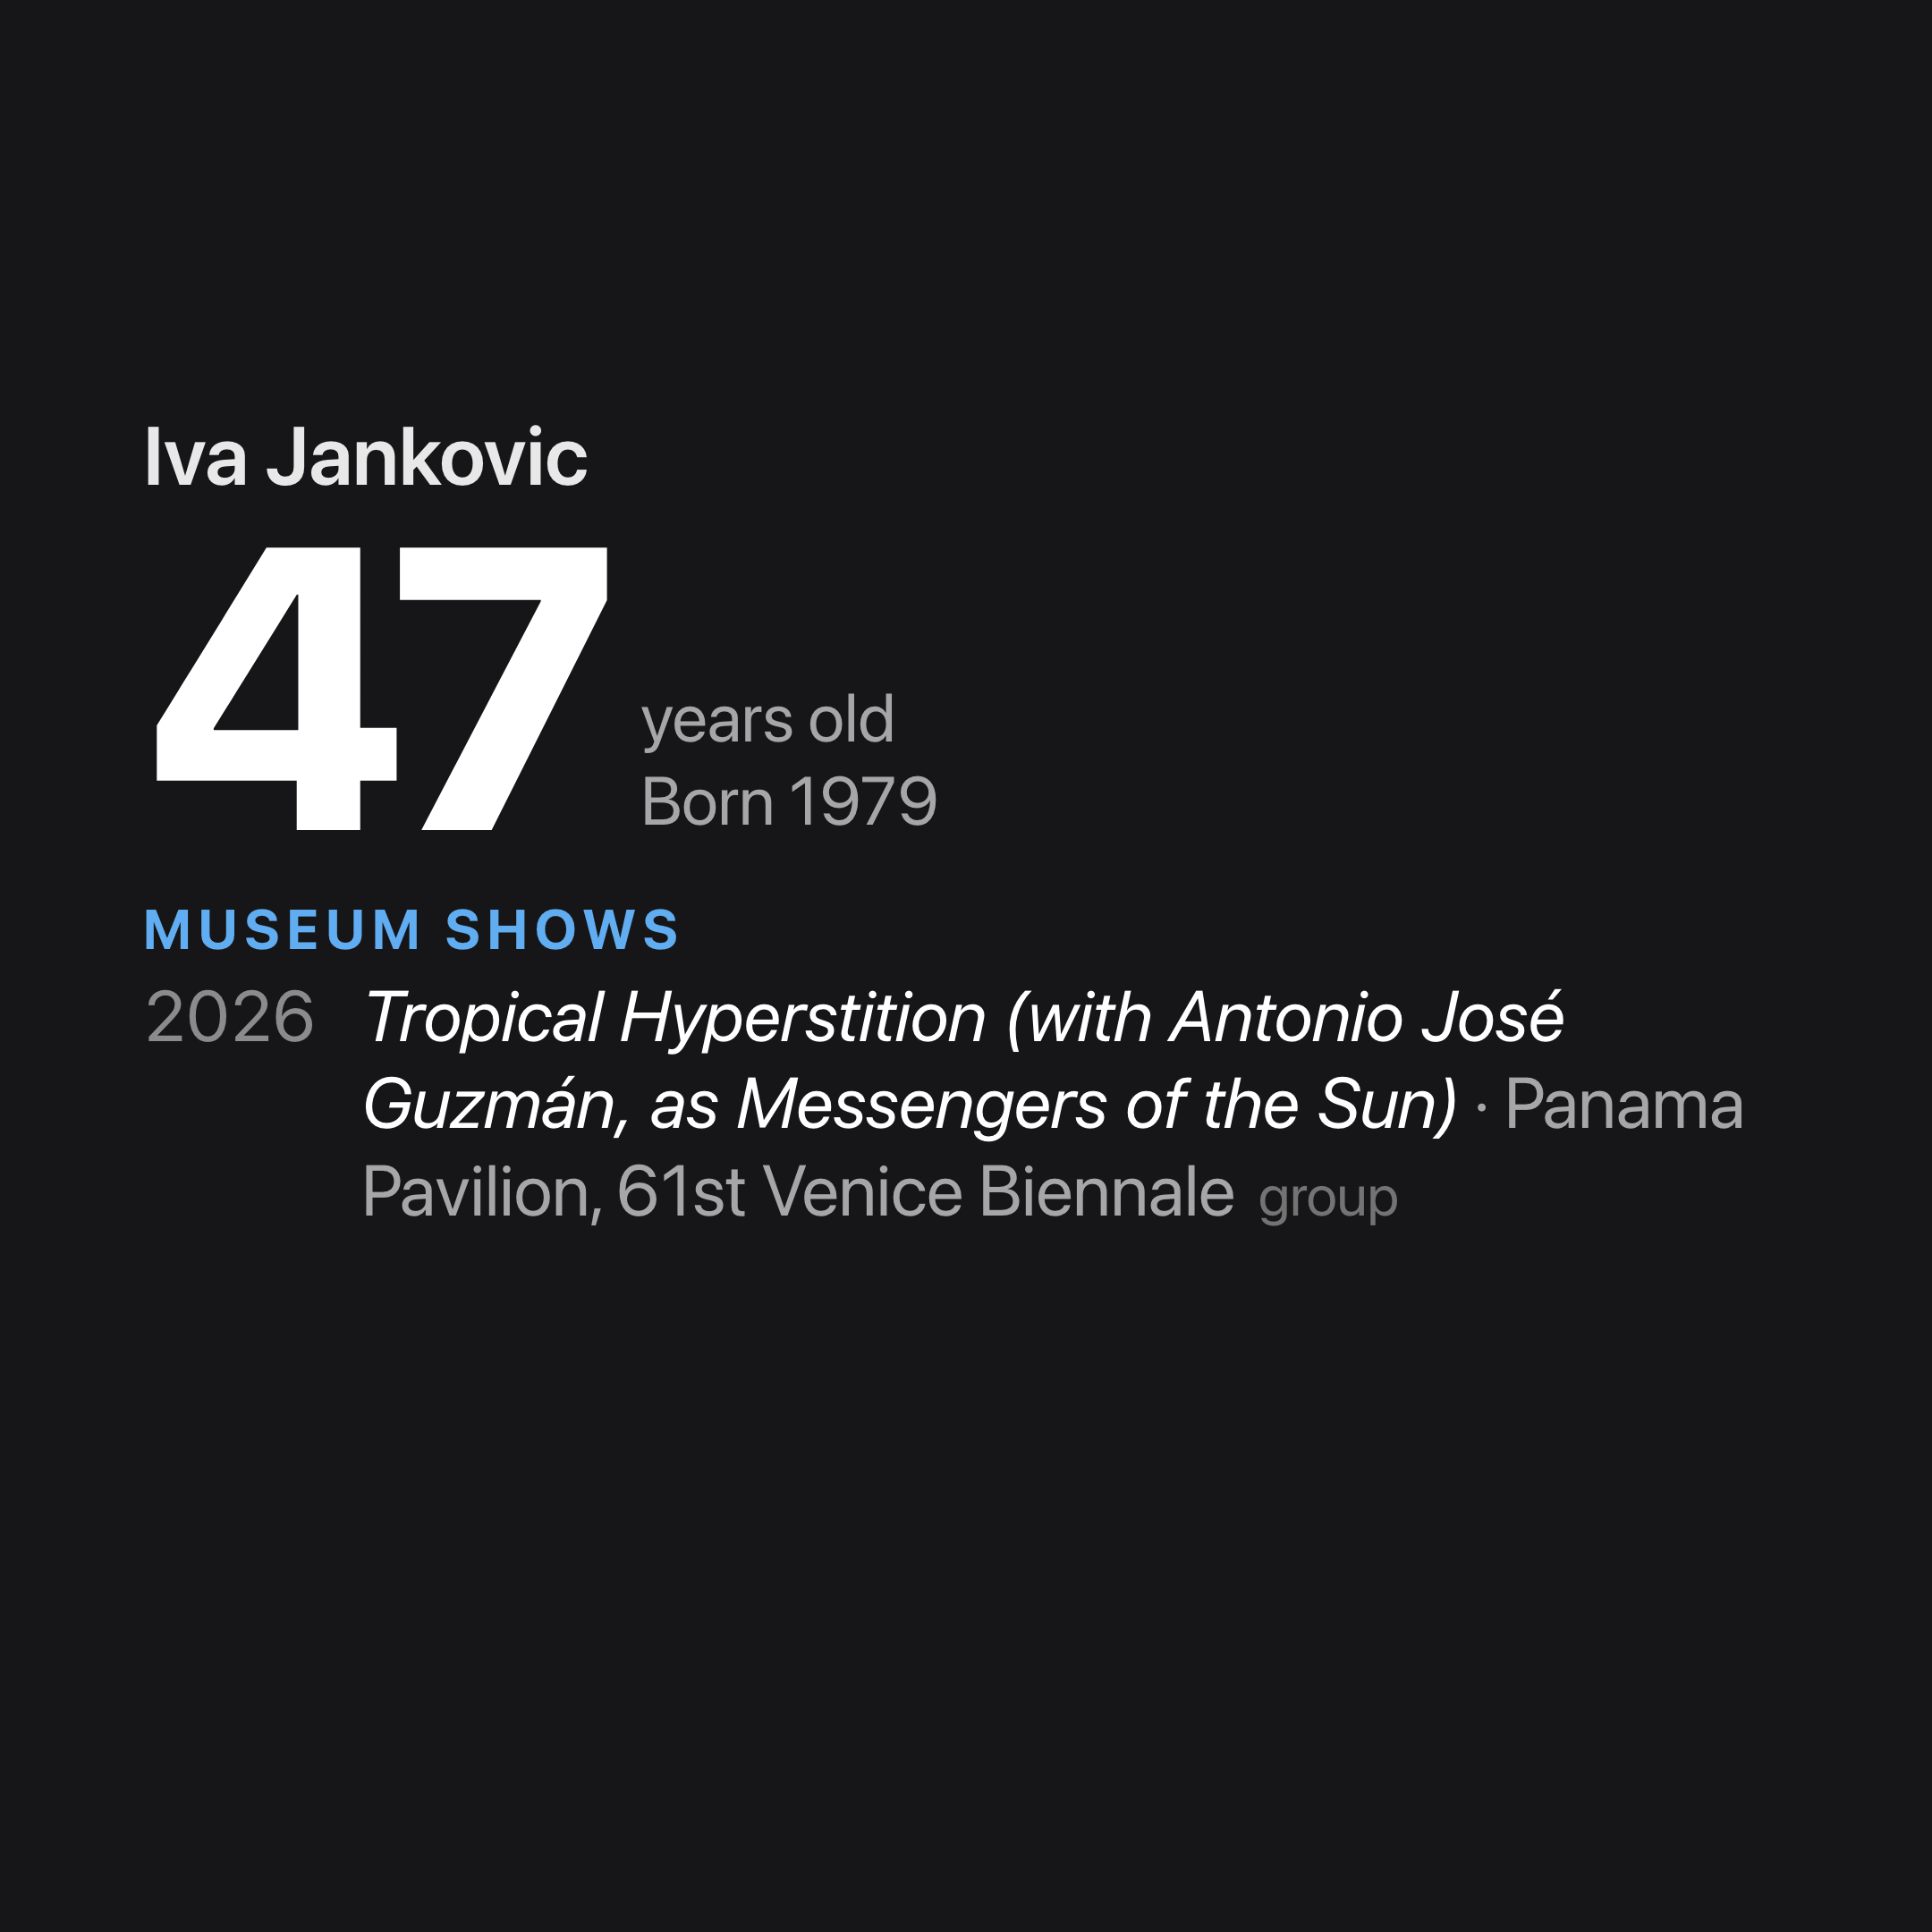 Iva Jankovic
47
years old
Born 1979
MUSEUM SHOWS
2026 Tropical Hyperstition (with Antonio José
Guzmán, as Messengers of the Sun) · Panama
Pavilion, 61st Venice Biennale group